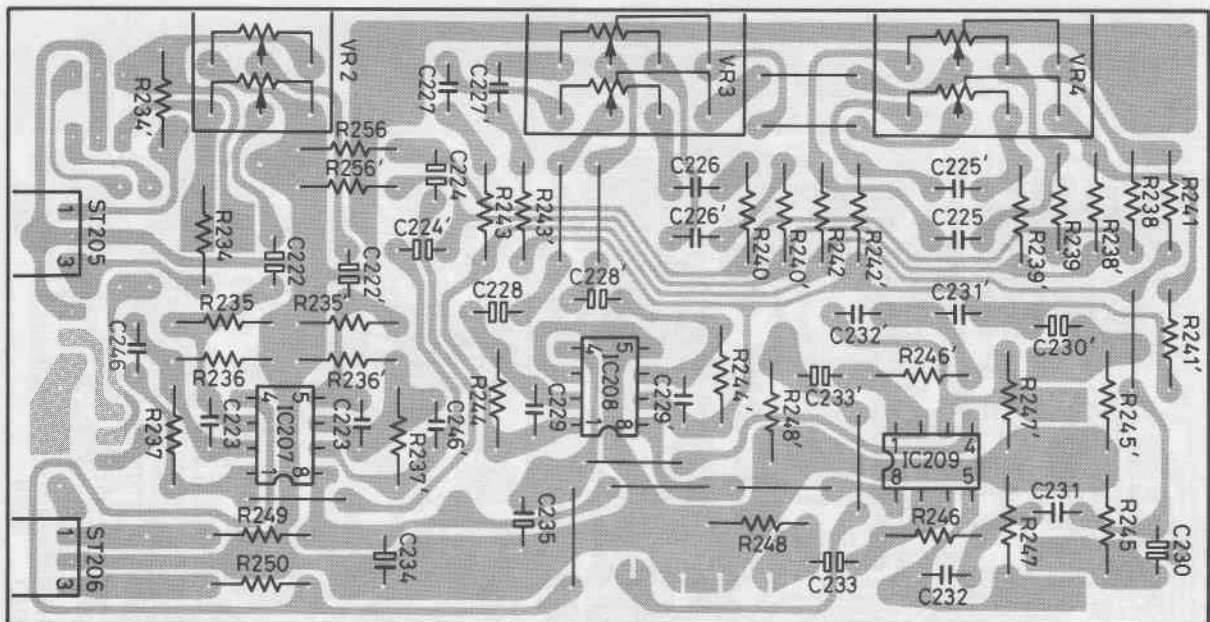 VR2
VR3
VR4
R234'
C227
C227'
R256
R256'
C224
C226
C225'
R243
R243'
C226'
C225
R240
R240'
R242
R242'
R239'
R239
R238'
R238
R241
ST205
1
3
R234
C222
C222'
C224'
C228'
C228
R235
R235'
C232'
C231'
C230'
R241'
C246
R236
R236'
R244
C229
4
5
IC208
1
8
C229
R244'
C233'
R246'
R247'
R245'
R237
C223
4
5
IC207
1
8
C223
R237'
C246'
R248'
1
4
IC209
8
5
C235
R249
R248
R246
C231
R247
R245
C230
ST206
1
3
C234
R250
C233
C232